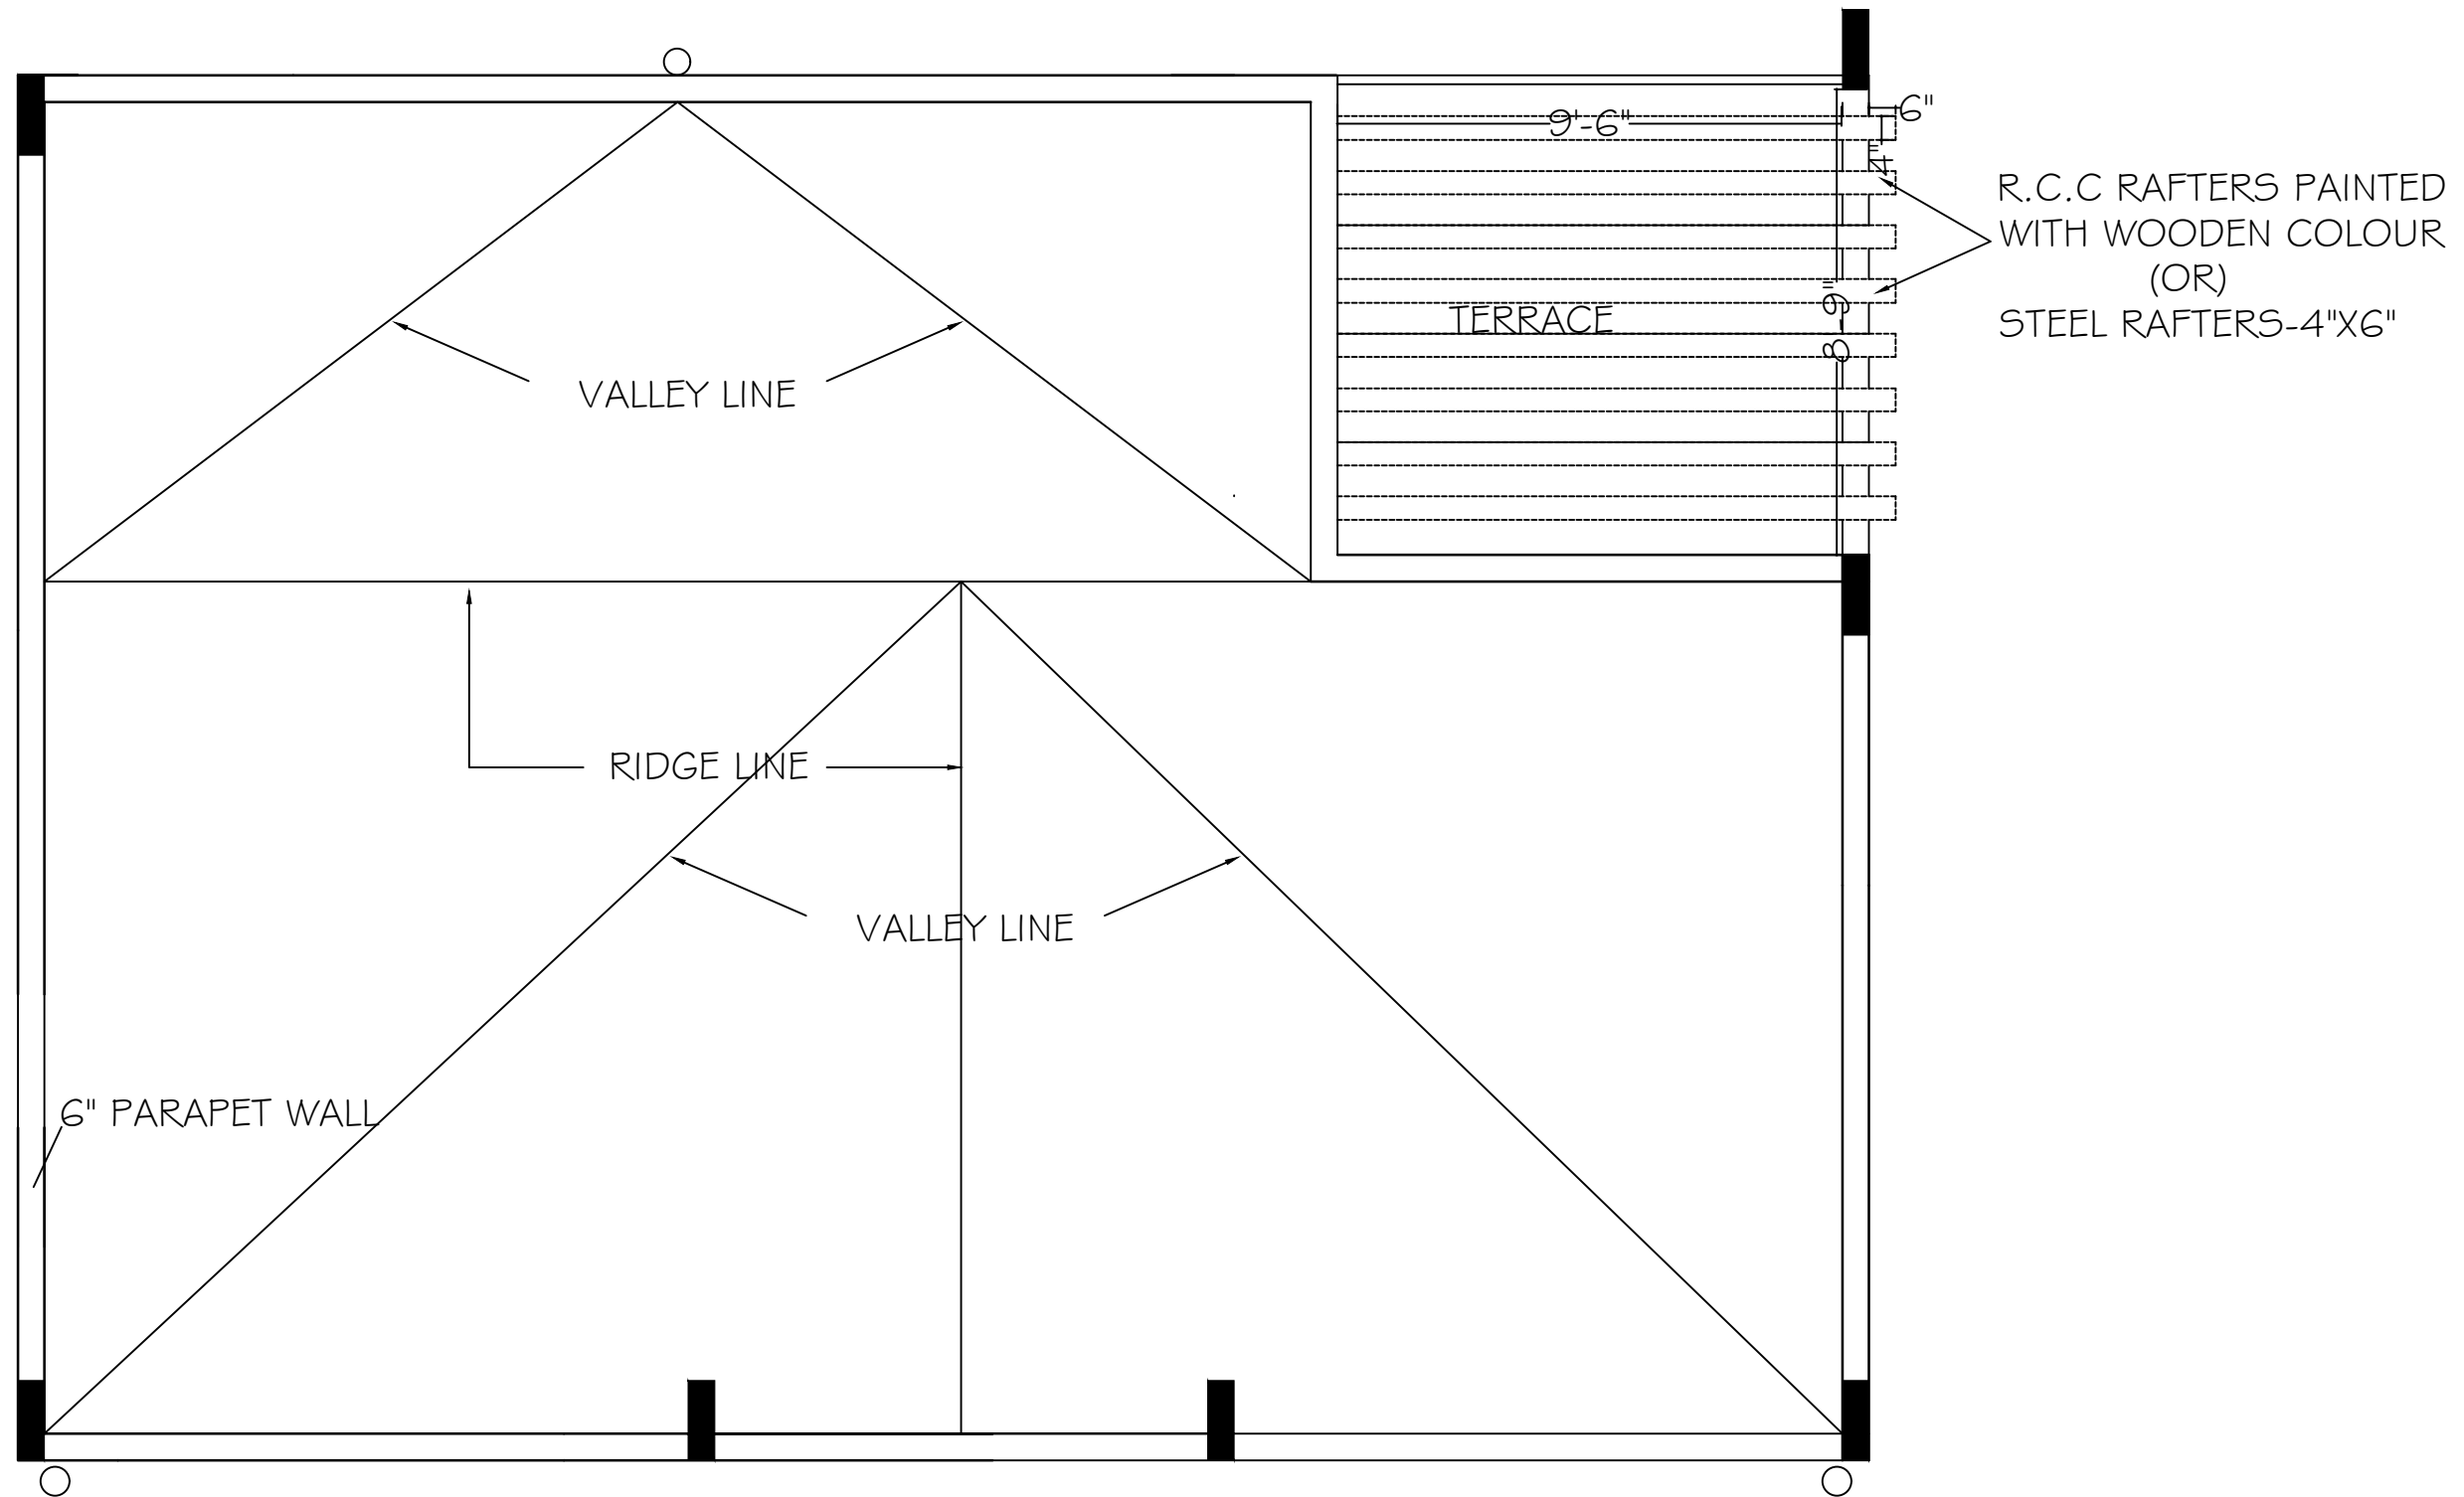 9'-6"
6"
4"
R.C.C RAFTERS PAINTED
WITH WOODEN COLOUR
(OR)
STEEL RAFTERS-4"X6"
TERRACE
8'-9"
VALLEY LINE
RIDGE LINE
VALLEY LINE
6" PARAPET WALL